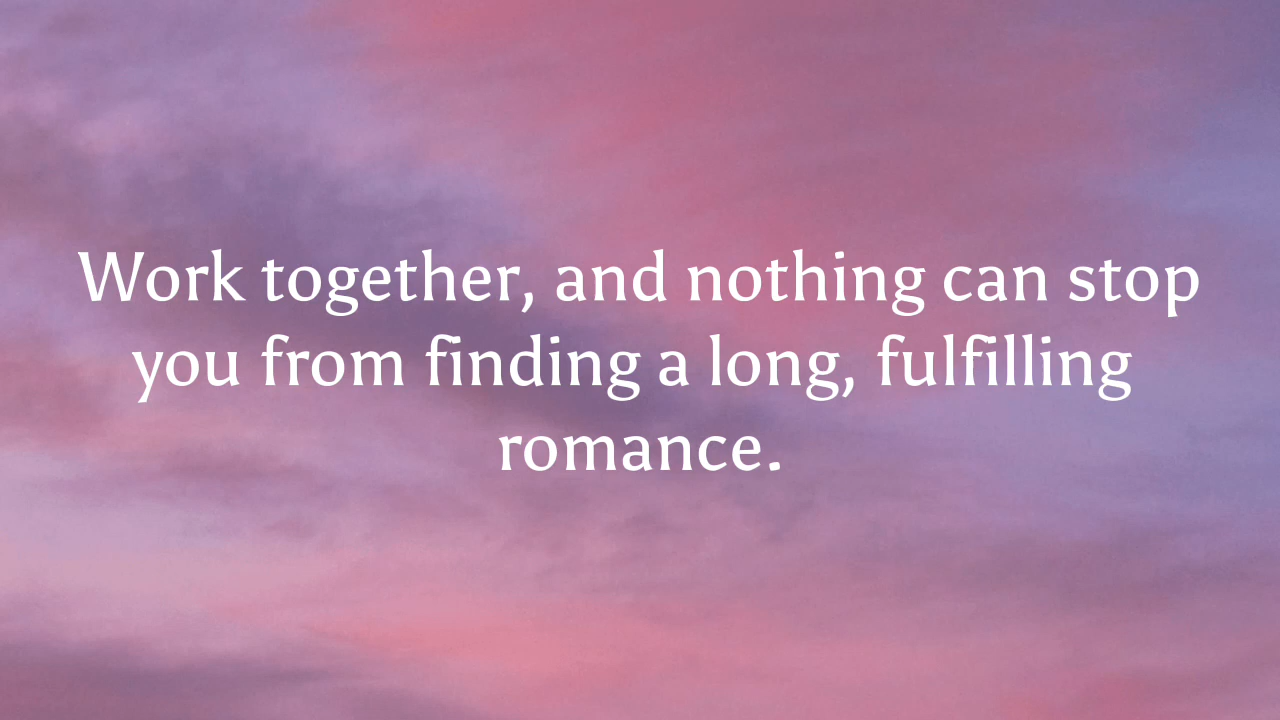 Work together, and nothing can stop
you from finding a long, fulfilling
romance.